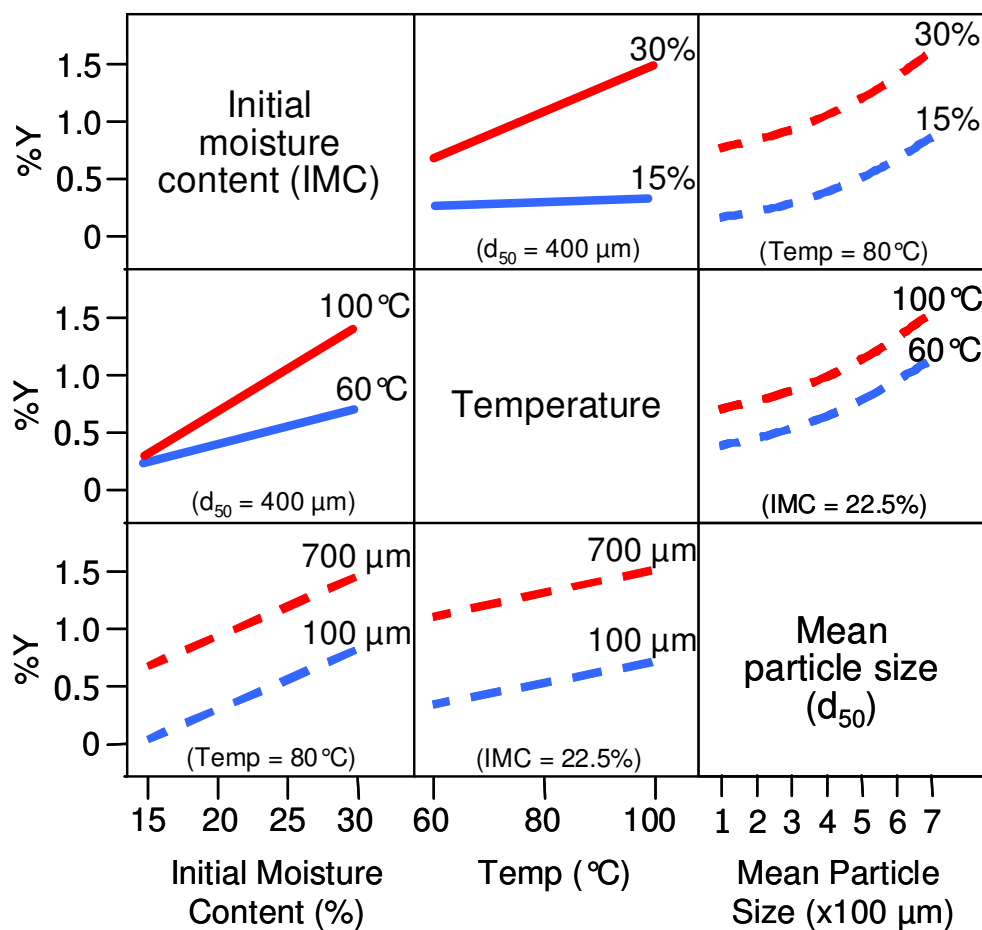 %Y
1.5
1.0
0.5
0
Initial
moisture
content (IMC)
30%
15%
(d50 = 400 µm)
30%
15%
(Temp = 80°C)
%Y
1.5
1.0
0.5
0
100°C
60°C
(d50 = 400 µm)
Temperature
100°C
60°C
(IMC = 22.5%)
%Y
1.5
1.0
0.5
0
700 µm
100 µm
(Temp = 80°C)
700 µm
100 µm
(IMC = 22.5%)
Mean
particle size
(d50)
15 20 25 30
60 80 100
1 2 3 4 5 6 7
Initial Moisture
Content (%)
Temp (°C)
Mean Particle
Size (x100 µm)